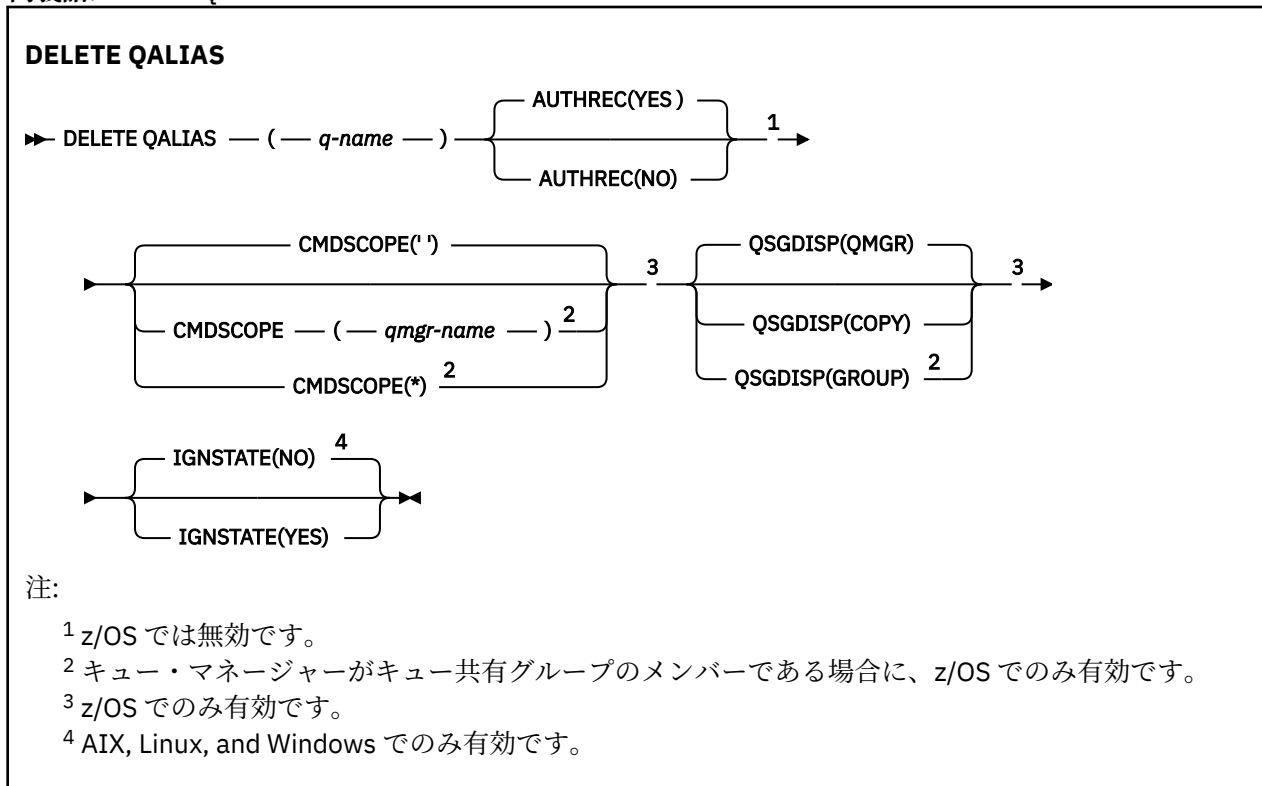 DELETE QALIAS
AUTHREC(YES )
DELETE QALIAS ( q-name ) 1
AUTHREC(NO)
CMDSCOPE(' ') QSGDISP(QMGR)
3 3
CMDSCOPE ( qmgr-name ) 2 QSGDISP(COPY)
CMDSCOPE(*) 2 QSGDISP(GROUP) 2
IGNSTATE(NO) 4
IGNSTATE(YES)
注:
1 z/OS では無効です。
2 キュー・マネージャーがキュー共有グループのメンバーである場合に、z/OS でのみ有効です。
3 z/OS でのみ有効です。
4 AIX, Linux, and Windows でのみ有効です。